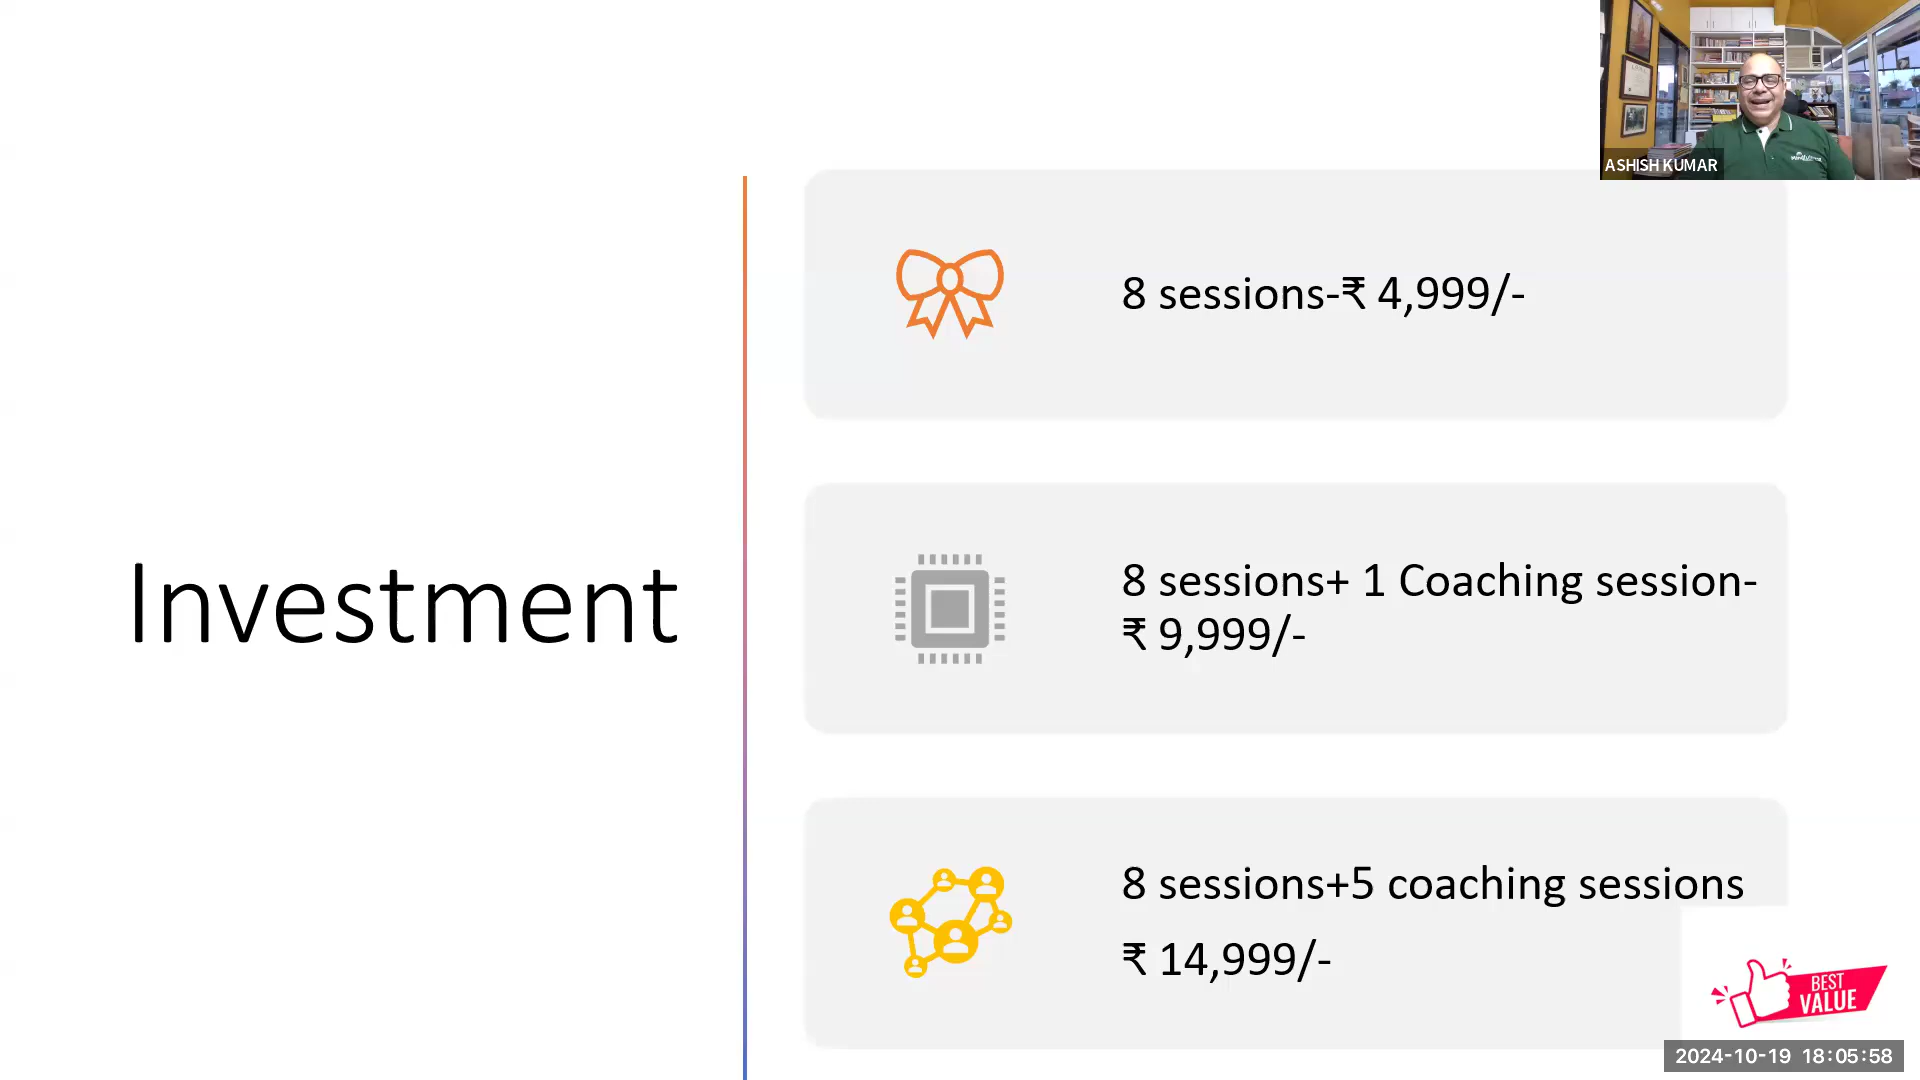 ASHISH KUMAR
8 sessions-₹ 4,999/-
Investment
8 sessions+ 1 Coaching session-
₹ 9,999/-
8 sessions+5 coaching sessions
₹ 14,999/-
BEST
VALUE
2024-10-19 18:05:58